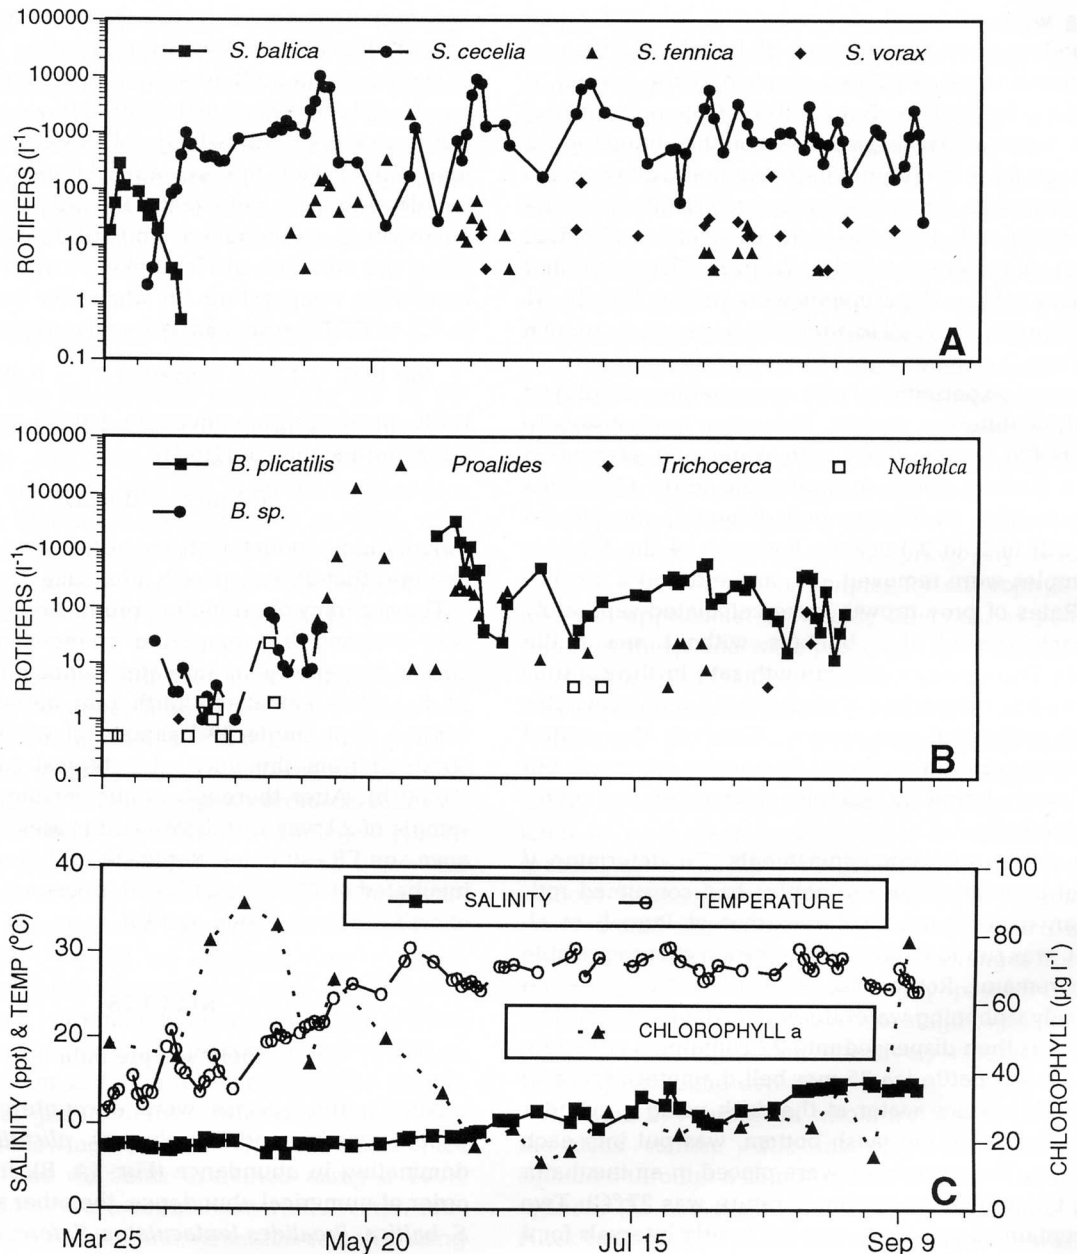 100000
10000
1000
100
10
1
0.1
ROTIFERS (l⁻¹)
S. baltica S. cecelia S. fennica S. vorax
A
100000
10000
1000
100
10
1
0.1
ROTIFERS (l⁻¹)
B. plicatilis Proalides Trichocerca Notholca
B. sp.
B
40
30
20
10
0
SALINITY (ppt) & TEMP (°C)
SALINITY TEMPERATURE
CHLOROPHYLL a
C
100
80
60
40
20
0
CHLOROPHYLL (µg l⁻¹)
Mar 25 May 20 Jul 15 Sep 9